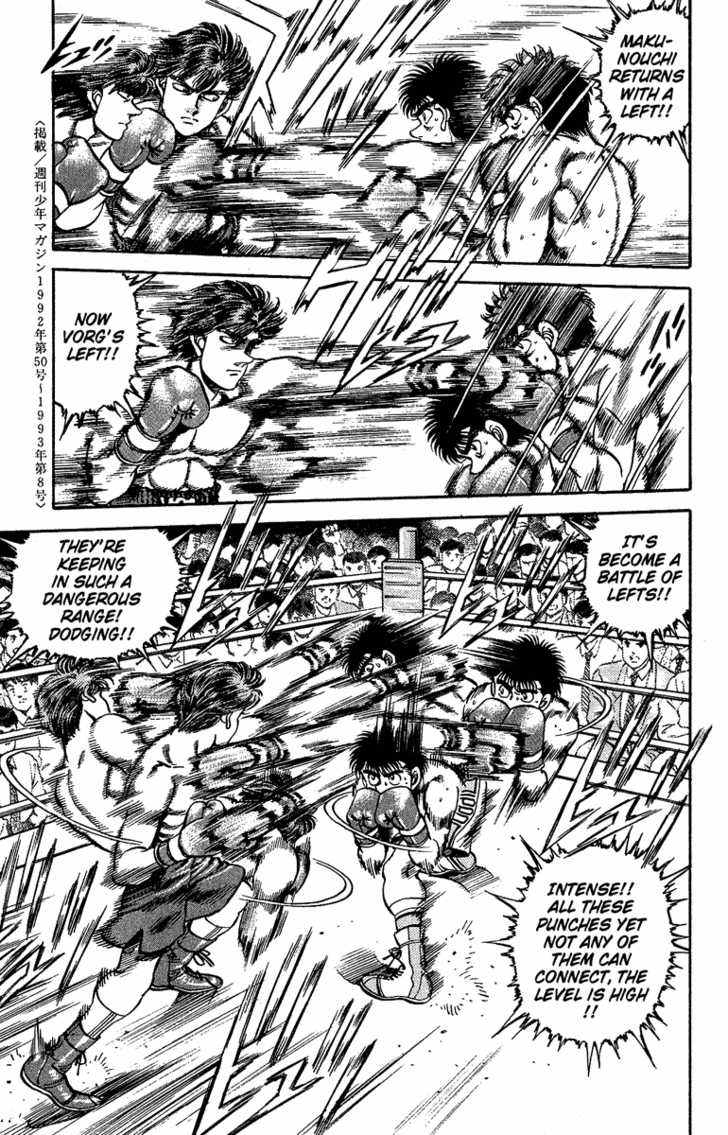 MAKU-
NOUCHI
RETURNS
WITH A
LEFT!!
NOW
VORG'S
LEFT!!
IT'S
BECOME A
BATTLE OF
LEFTS!!
THEY'RE
KEEPING
IN SUCH A
DANGEROUS
RANGE!
DODGING!!
INTENSE!!
ALL THESE
PUNCHES YET
NOT ANY OF
THEM CAN
CONNECT, THE
LEVEL IS HIGH
!!
〈掲載/週刊少年マガジン1992年第50号~1993年第8号〉